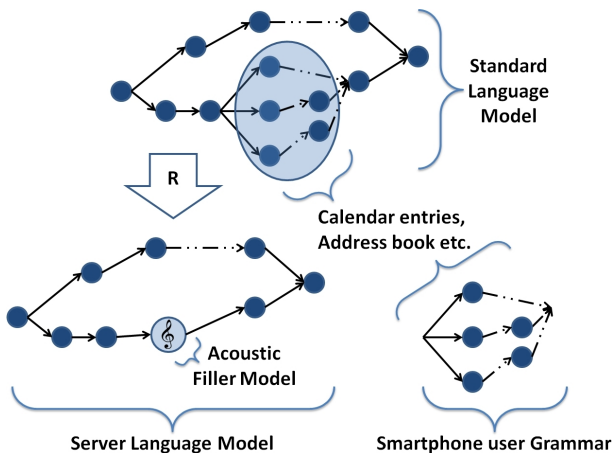 Standard
Language
Model
R
Calendar entries,
Address book etc.
Acoustic
Filler Model
Server Language Model
Smartphone user Grammar